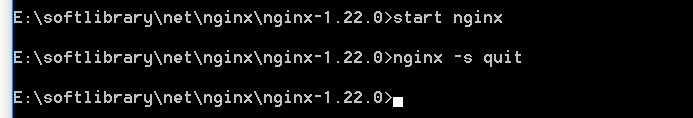 E:\softlibrary\net\nginx\nginx-1.22.0>start nginx
E:\softlibrary\net\nginx\nginx-1.22.0>nginx -s quit
E:\softlibrary\net\nginx\nginx-1.22.0>